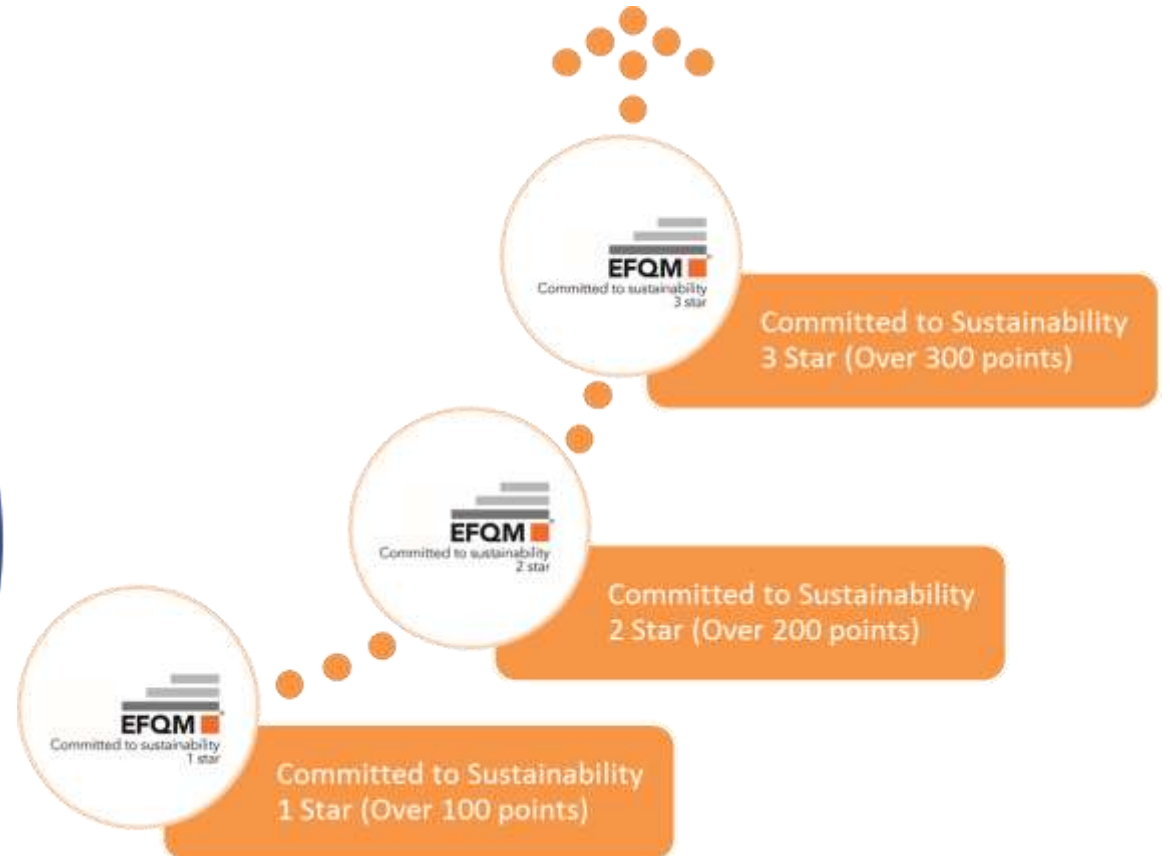 EFQM
Committed to sustainability
3 star
Committed to Sustainability
3 Star (Over 300 points)
EFQM
Committed to sustainability
2 star
Committed to Sustainability
2 Star (Over 200 points)
EFQM
Committed to sustainability
1 star
Committed to Sustainability
1 Star (Over 100 points)